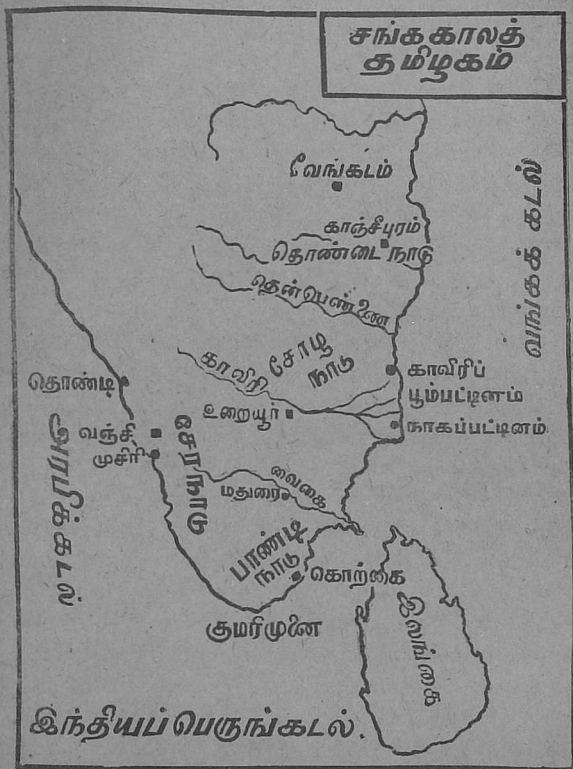 சங்ககாலத்
தமிழகம்
வேங்கடம்
வங்கக் கடல்
காஞ்சீபுரம்
தொண்டை நாடு
தென்பெண்ணை
சோழ
நாடு
காவிரி
காவிரிப்
பூம்பட்டினம்
தொண்டி
உறையூர்
நாகப்பட்டினம்
வஞ்சி
முசிறி
அரபிக்கடல்
சேரநாடு
வைகை
மதுரை
பாண்டி
நாடு
கொற்கை
குமரிமுனை
இலங்கை
இந்தியப்பெருங்கடல்.